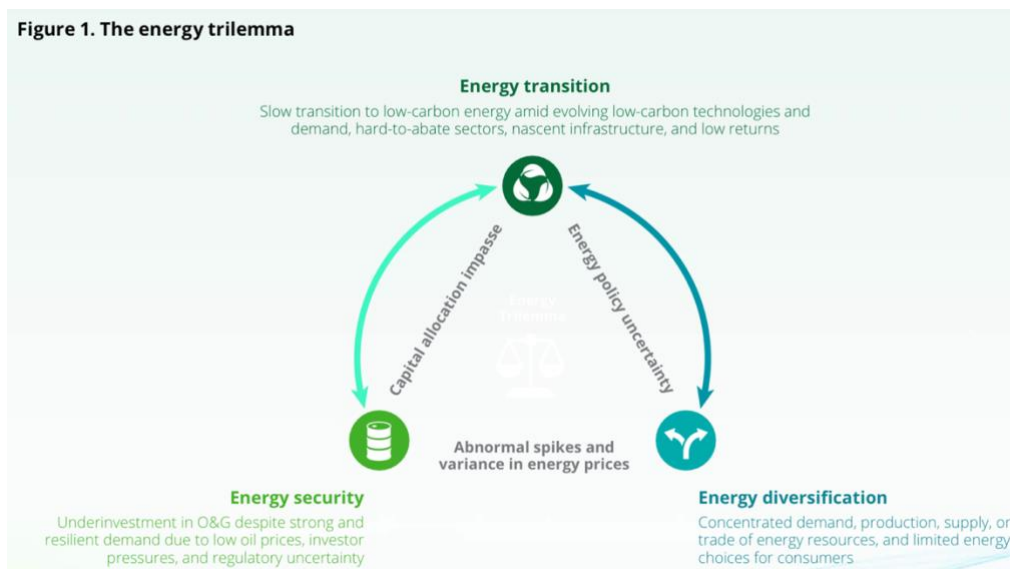 Figure 1. The energy trilemma
Energy transition
Slow transition to low-carbon energy amid evolving low-carbon technologies and
demand, hard-to-abate sectors, nascent infrastructure, and low returns
Capital allocation impasse
Energy policy uncertainty
Energy
Trilemma
Abnormal spikes and
variance in energy prices
Energy security
Underinvestment in O&G despite strong and
resilient demand due to low oil prices, investor
pressures, and regulatory uncertainty
Energy diversification
Concentrated demand, production, supply, or
trade of energy resources, and limited energy
choices for consumers